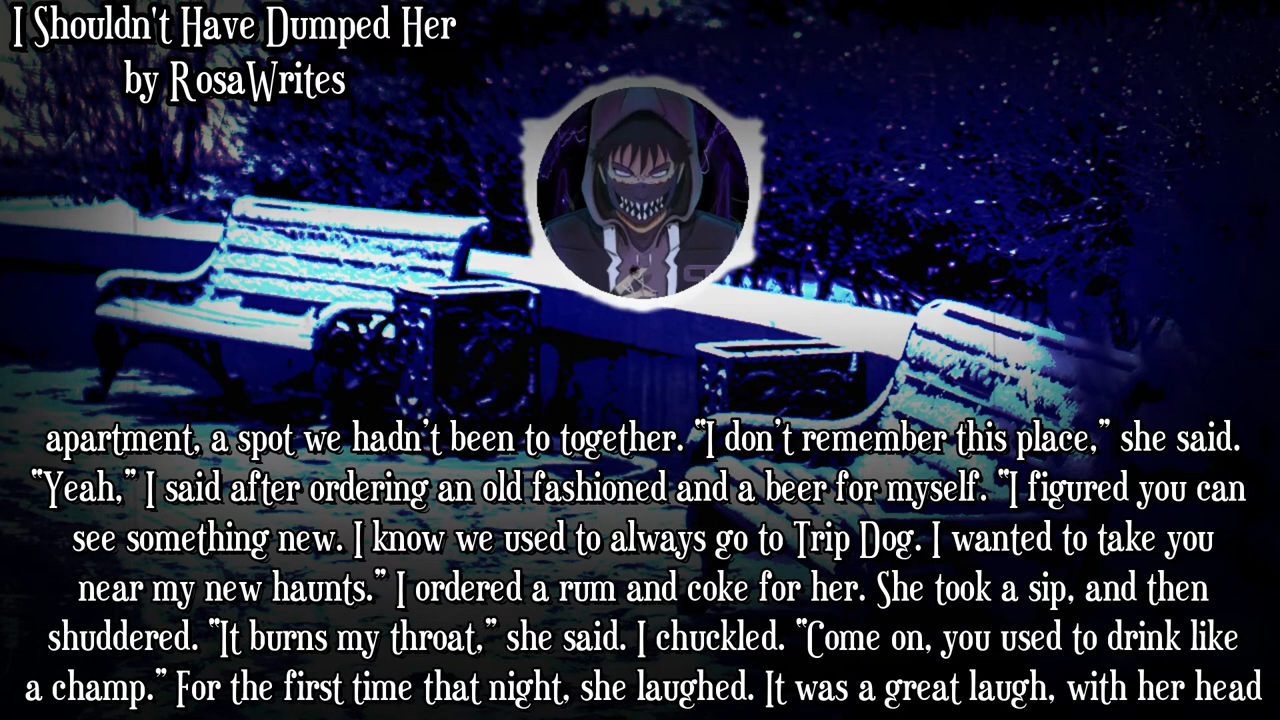 I Shouldn't Have Dumped Her
by RosaWrites
apartment, a spot we hadn’t been to together. “I don’t remember this place,” she said.
“Yeah,” I said after ordering an old fashioned and a beer for myself. “I figured you can
see something new. I know we used to always go to Trip Dog. I wanted to take you
near my new haunts.” I ordered a rum and coke for her. She took a sip, and then
shuddered. “It burns my throat,” she said. I chuckled. “Come on, you used to drink like
a champ.” For the first time that night, she laughed. It was a great laugh, with her head